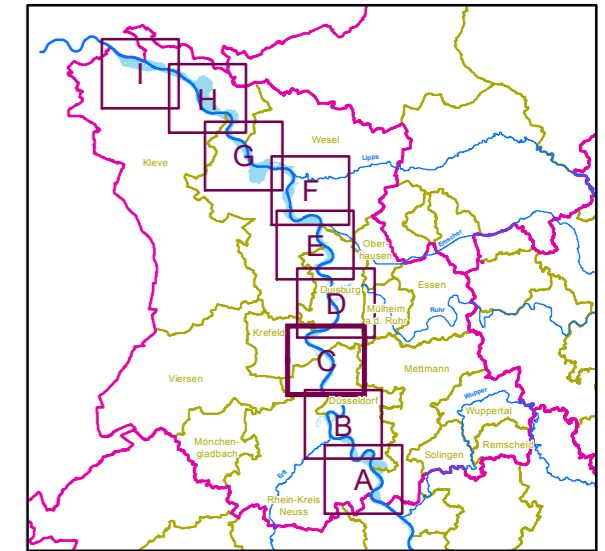 I
H
G
Wesel
Kleve
Lippe
F
E
Ober-
hausen
Emscher
Duisburg
D
Essen
Mülheim
a.d. Ruhr
Ruhr
Krefeld
C
Mettmann
Viersen
Düsseldorf
Wupper
Wuppertal
B
Mönchen-
gladbach
Remscheid
Solingen
Erft
A
Rhein-Kreis
Neuss